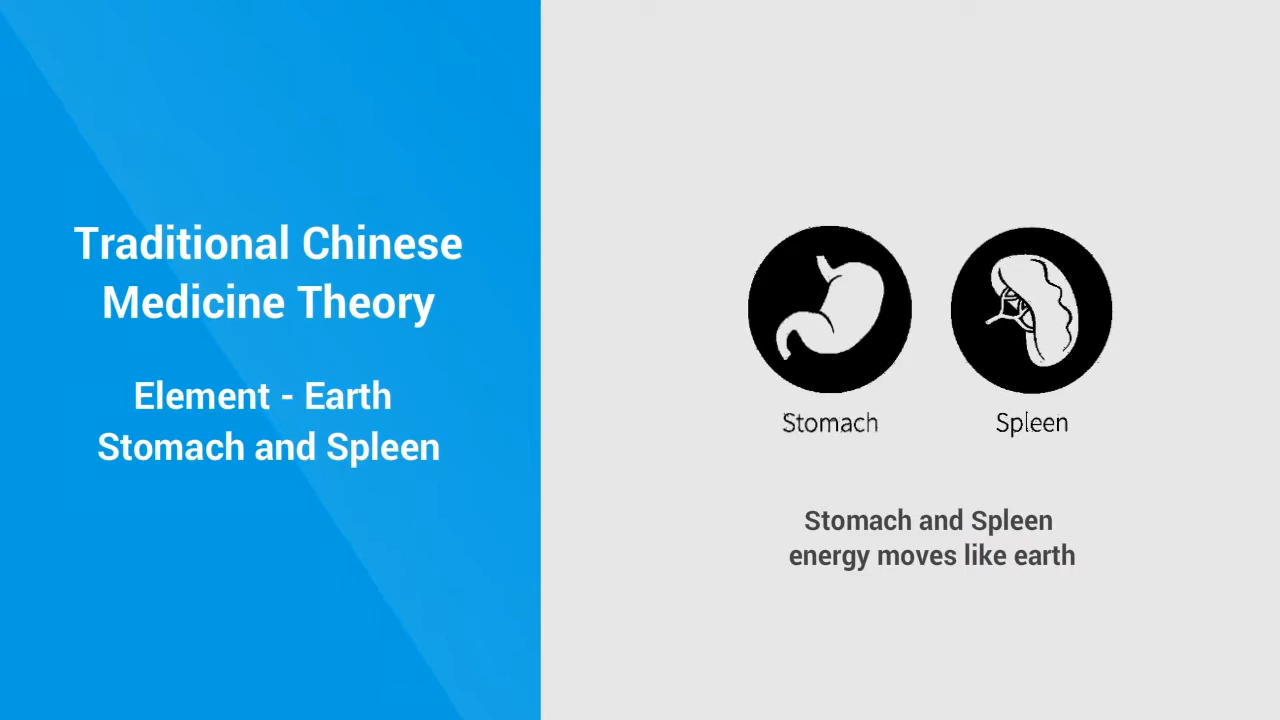 Traditional Chinese
Medicine Theory
Element - Earth
Stomach and Spleen
Stomach
Spleen
Stomach and Spleen
energy moves like earth